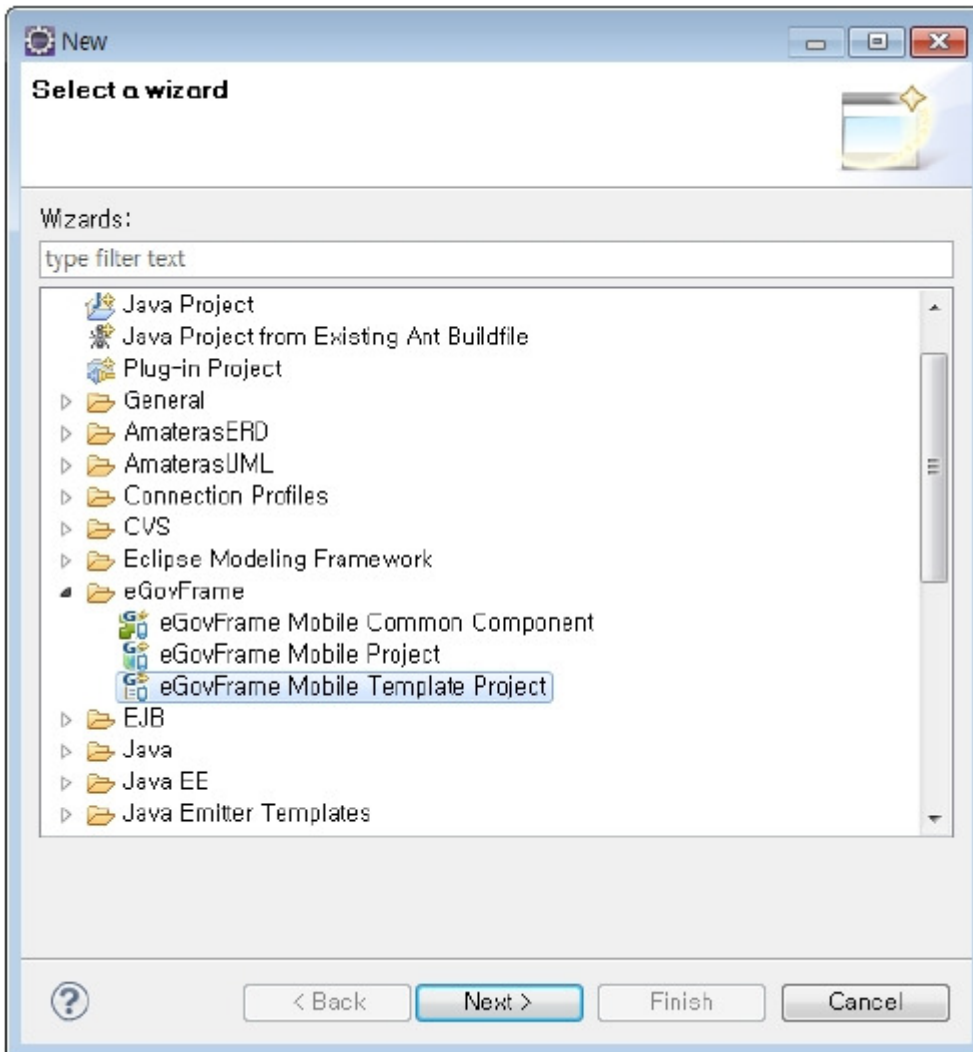 New
Select a wizard
Wizards:
type filter text
Java Project
Java Project from Existing Ant Buildfile
Plug-in Project
General
AmaterasERD
AmaterasUML
Connection Profiles
CVS
Eclipse Modeling Framework
eGovFrame
eGovFrame Mobile Common Component
eGovFrame Mobile Project
eGovFrame Mobile Template Project
EJB
Java
Java EE
Java Emitter Templates
?
< Back Next > Finish Cancel